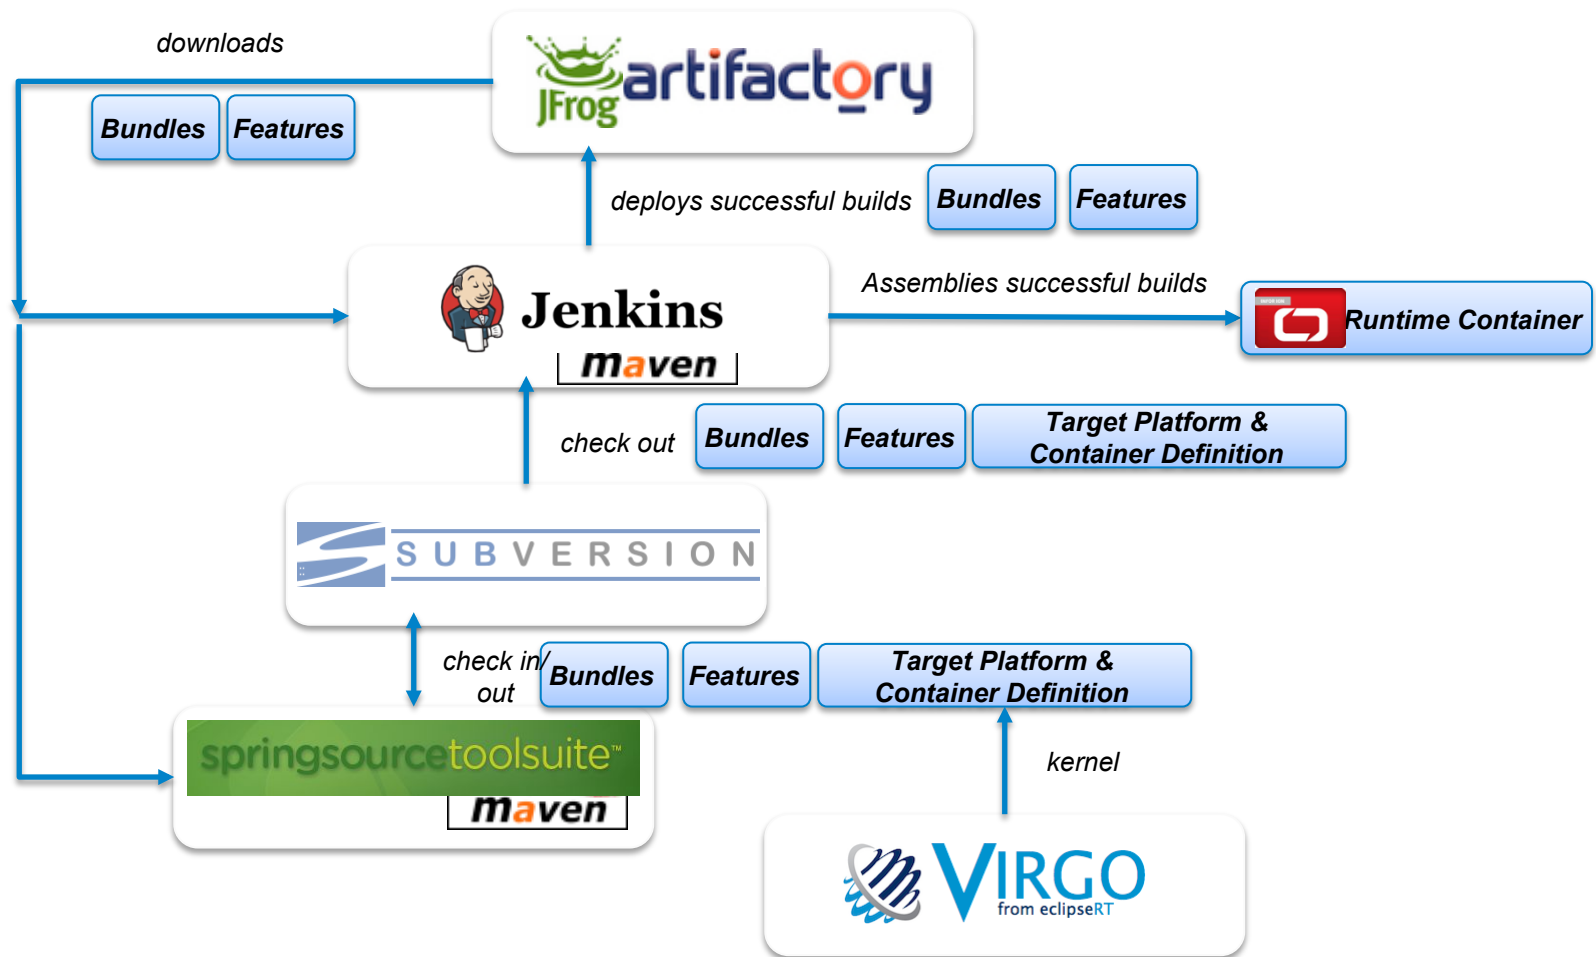 downloads
JFrog artifactory
Bundles Features
deploys successful builds Bundles Features
Jenkins
maven
Assemblies successful builds
Runtime Container
check out Bundles Features Target Platform &
Container Definition
SUBVERSION
check in/
out
Bundles Features Target Platform &
Container Definition
springsourcetoolsuite™
maven
kernel
VIRGO
from eclipseRT